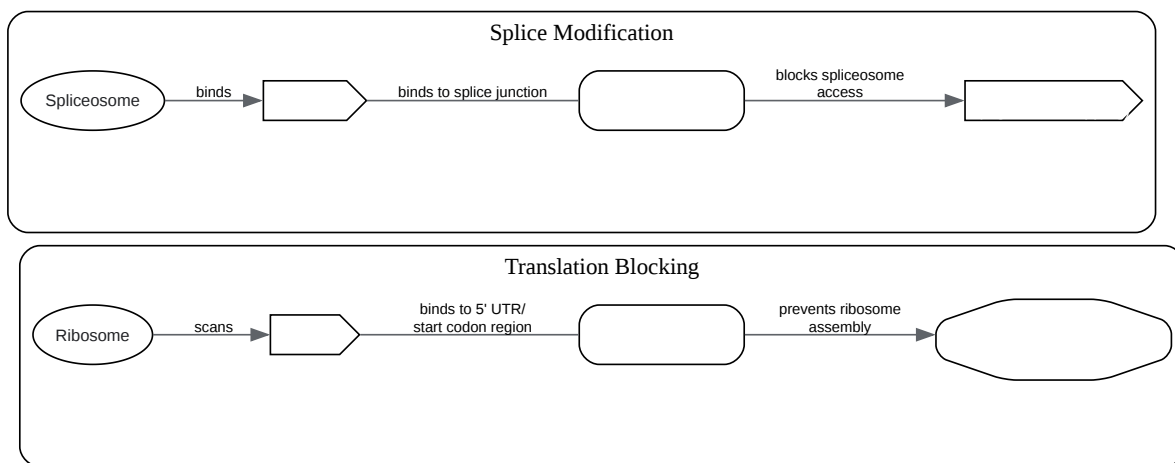 Splice Modification
Spliceosome
binds
binds to splice junction
blocks spliceosome
access
Translation Blocking
Ribosome
scans
binds to 5' UTR/
start codon region
prevents ribosome
assembly